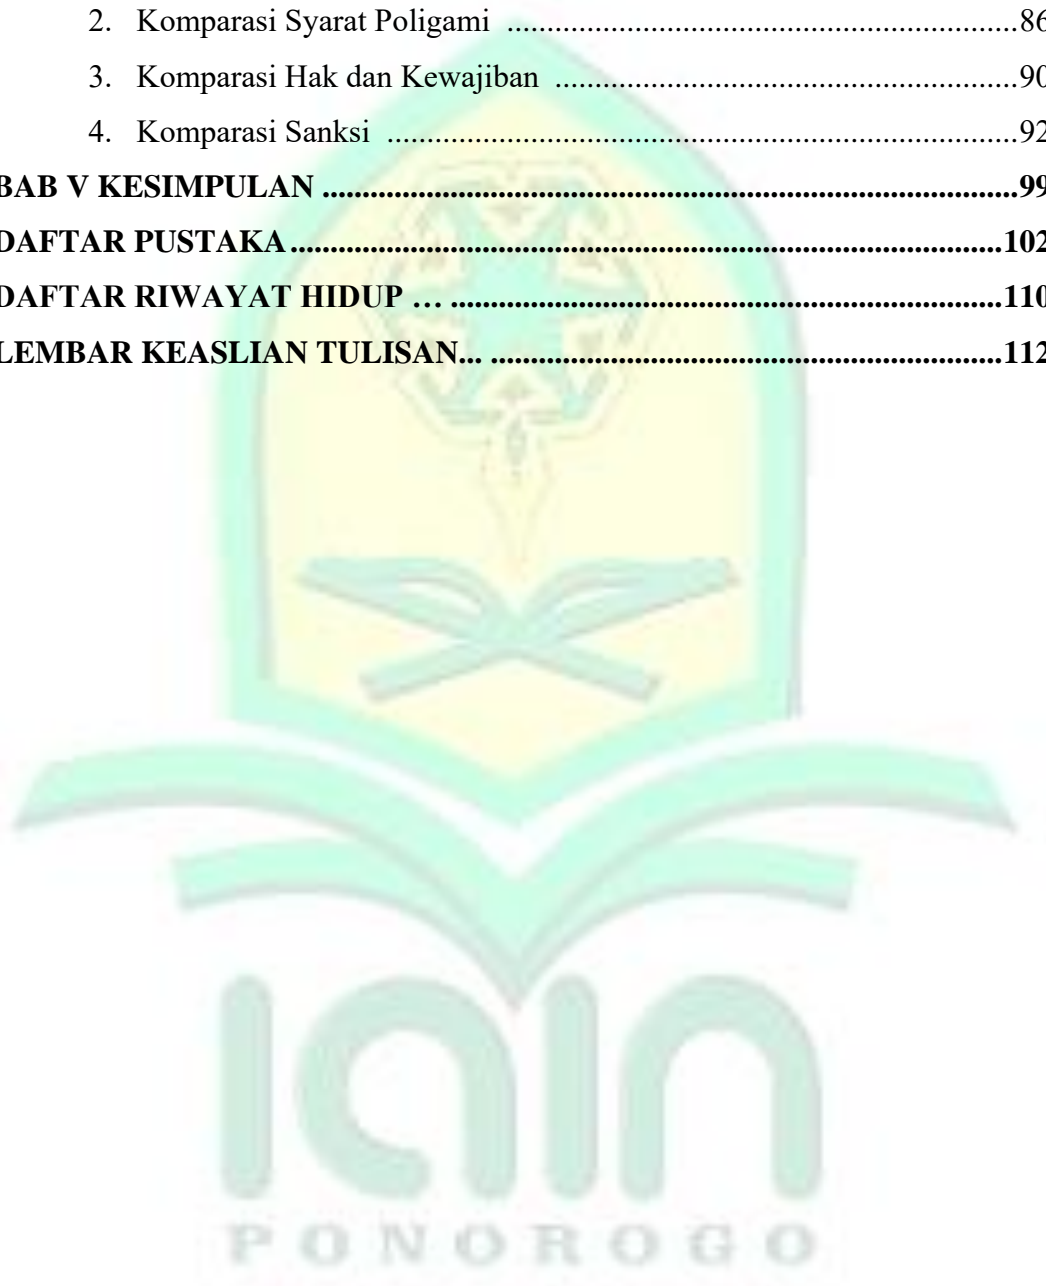 2. Komparasi Syarat Poligami ................................................................86
3. Komparasi Hak dan Kewajiban ..........................................................90
4. Komparasi Sanksi ...............................................................................92
BAB V KESIMPULAN .......................................................................................99
DAFTAR PUSTAKA.........................................................................................102
DAFTAR RIWAYAT HIDUP … .....................................................................110
LEMBAR KEASLIAN TULISAN... ................................................................112
iain
PONOROGO